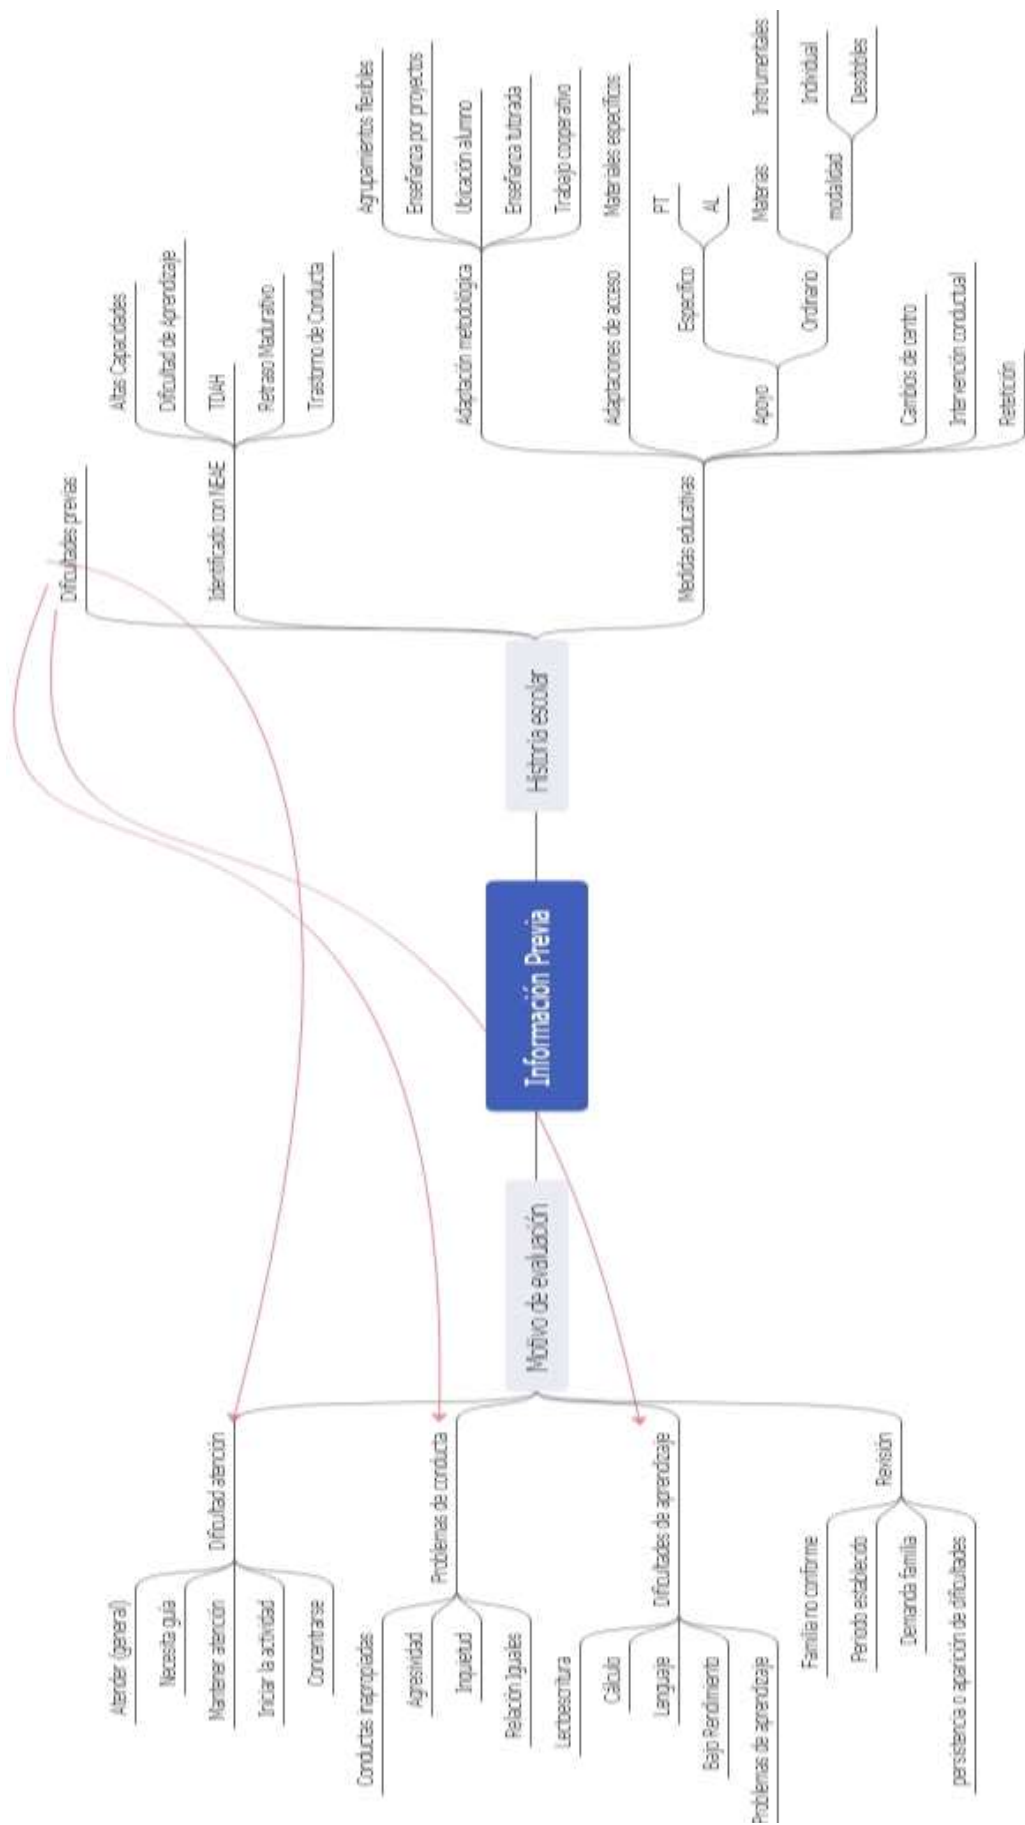 Información Previa
Motivo de evaluación
Dificultad atención
Atender (general)
Necesita guía
Mantener atención
Iniciar la actividad
Concentrarse
Problemas de conducta
Conductas inapropiadas
Agresividad
Inquietud
Relación Iguales
Dificultades de aprendizaje
Lectoescritura
Cálculo
Lenguaje
Bajo Rendimiento
Problemas de aprendizaje
Revisión
Familia no conforme
Periodo establecido
Demanda familia
persistencia o aparición de dificultades
Historia escolar
Dificultades previas
Identificado con NEAE
Altas Capacidades
Dificultad de Aprendizaje
TDAH
Retraso Madurativo
Trastorno de Conducta
Medidas educativas
Adaptación metodológica
Agrupamientos flexibles
Enseñanza por proyectos
Ubicación alumno
Enseñanza tutorada
Trabajo cooperativo
Adaptaciones de acceso
Materiales específicos
Apoyo
Específico
PT
AL
Ordinario
Materias
Instrumentales
modalidad
Individual
Desdobles
Cambios de centro
Intervención conductual
Retetición